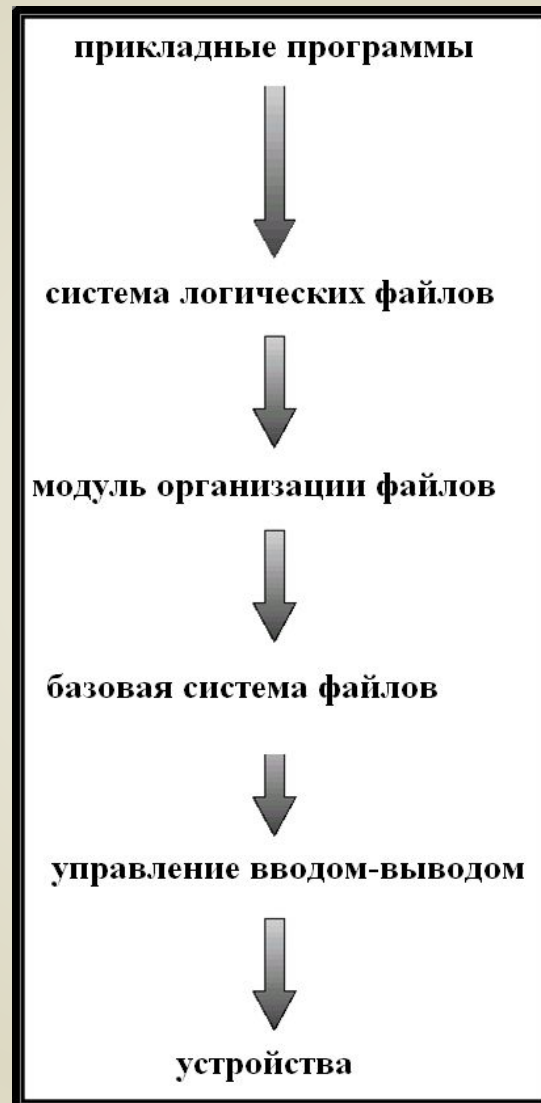 прикладные программы
система логических файлов
модуль организации файлов
базовая система файлов
управление вводом-выводом
устройства